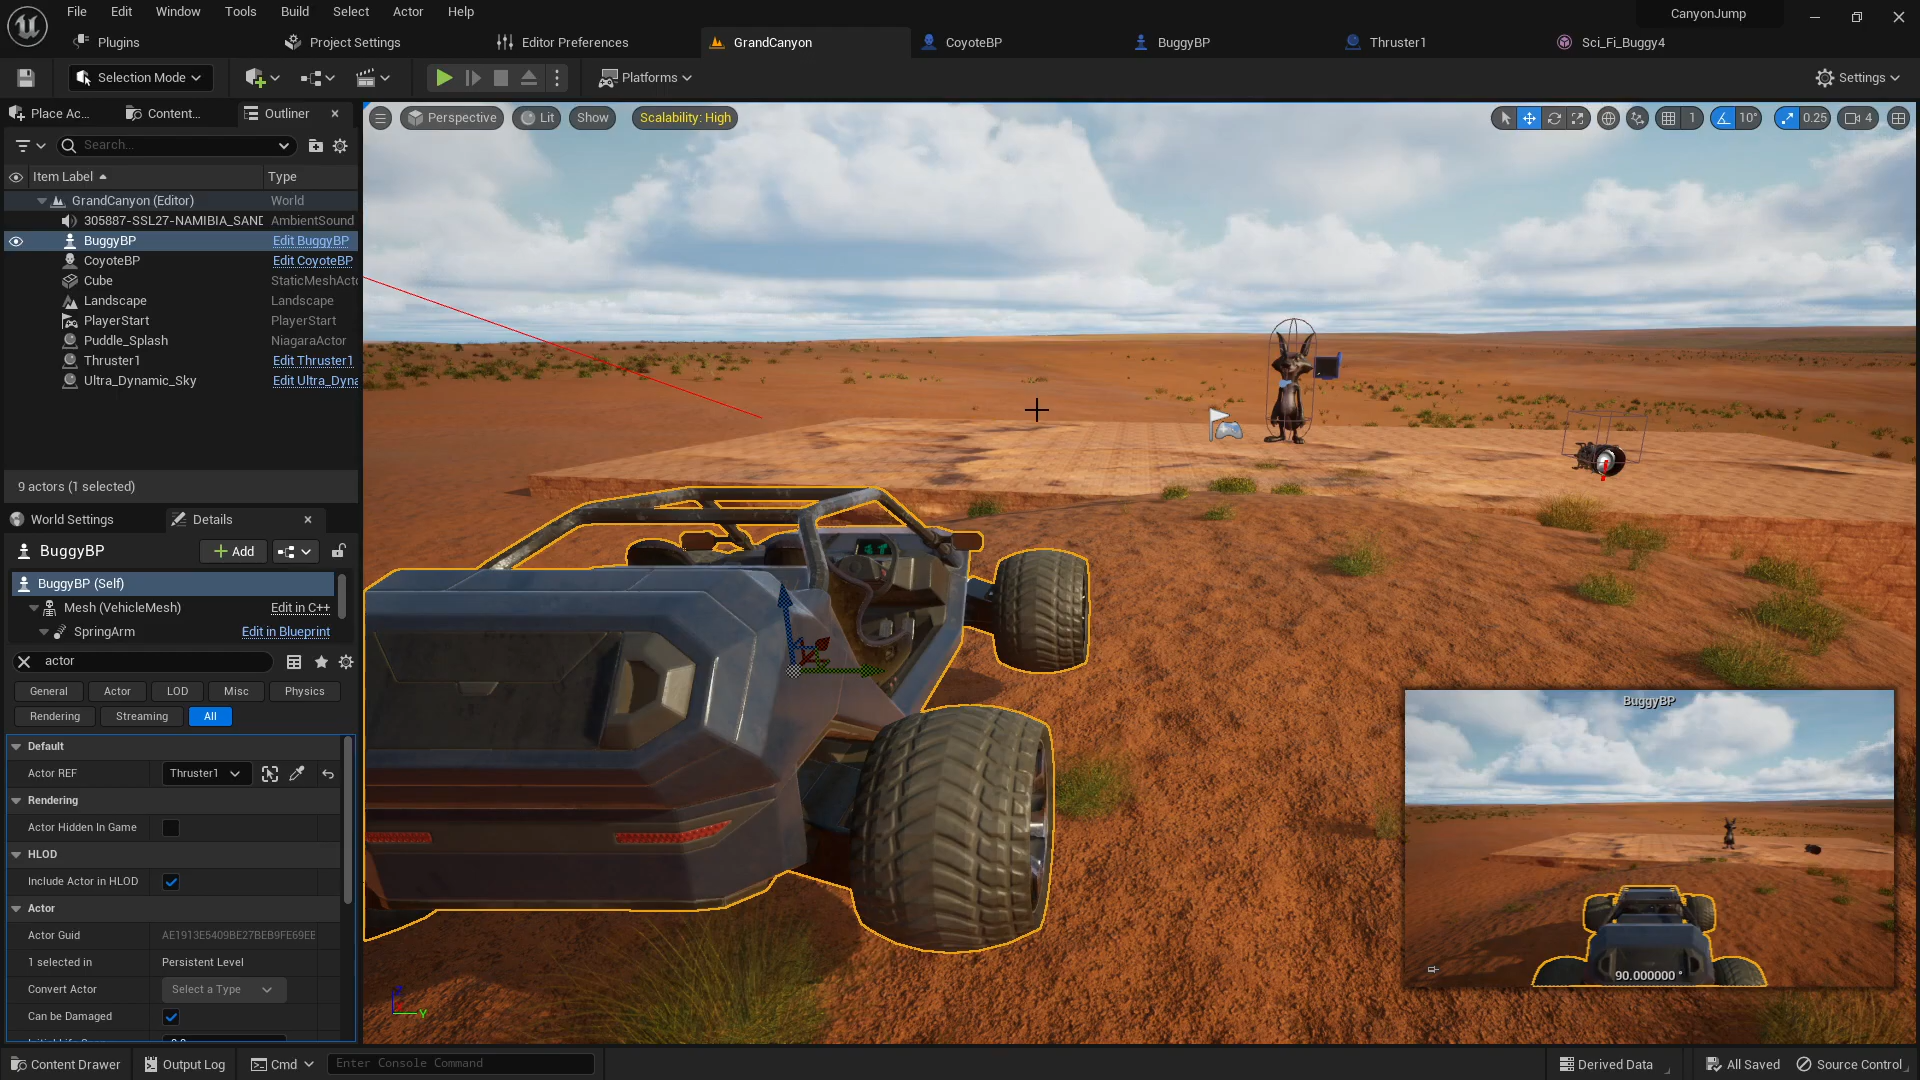 File Edit Window Tools Build Select Actor Help
CanyonJump
Plugins
Project Settings
Editor Preferences
GrandCanyon
CoyoteBP
BuggyBP
Thruster1
Sci_Fi_Buggy4
Selection Mode
Platforms
Settings
Place Ac...
Content...
Outliner
Search...
Item Label Type
GrandCanyon (Editor) World
305887-SSL27-NAMIBIA_SAND AmbientSound
BuggyBP Edit BuggyBP
CoyoteBP Edit CoyoteBP
Cube StaticMeshActo
Landscape Landscape
PlayerStart PlayerStart
Puddle_Splash NiagaraActor
Thruster1 Edit Thruster1
Ultra_Dynamic_Sky Edit Ultra_Dyna
9 actors (1 selected)
World Settings
Details
BuggyBP
Add
BuggyBP (Self)
Mesh (VehicleMesh) Edit in C++
SpringArm Edit in Blueprint
actor
General Actor LOD Misc Physics
Rendering Streaming All
Default
Actor REF Thruster1
Rendering
Actor Hidden In Game
HLOD
Include Actor in HLOD
Actor
Actor Guid AE1913E5409BE27BEB9FE69EE
1 selected in Persistent Level
Convert Actor Select a Type
Can be Damaged
Perspective
Lit
Show
Scalability: High
1
10°
0.25
4
BuggyBP
90.000000 °
Y
Content Drawer
Output Log
Cmd
Enter Console Command
Derived Data
All Saved
Source Control